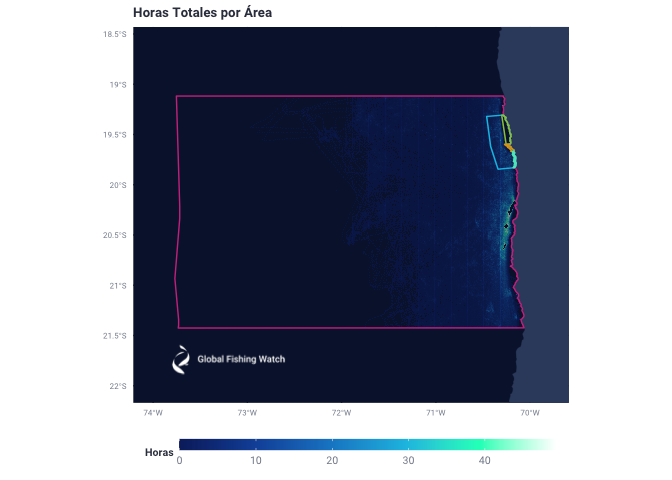 Horas Totales por Área
18.5°S
19°S
19.5°S
20°S
20.5°S
21°S
21.5°S
22°S
Global Fishing Watch
74°W 73°W 72°W 71°W 70°W
Horas
0 10 20 30 40